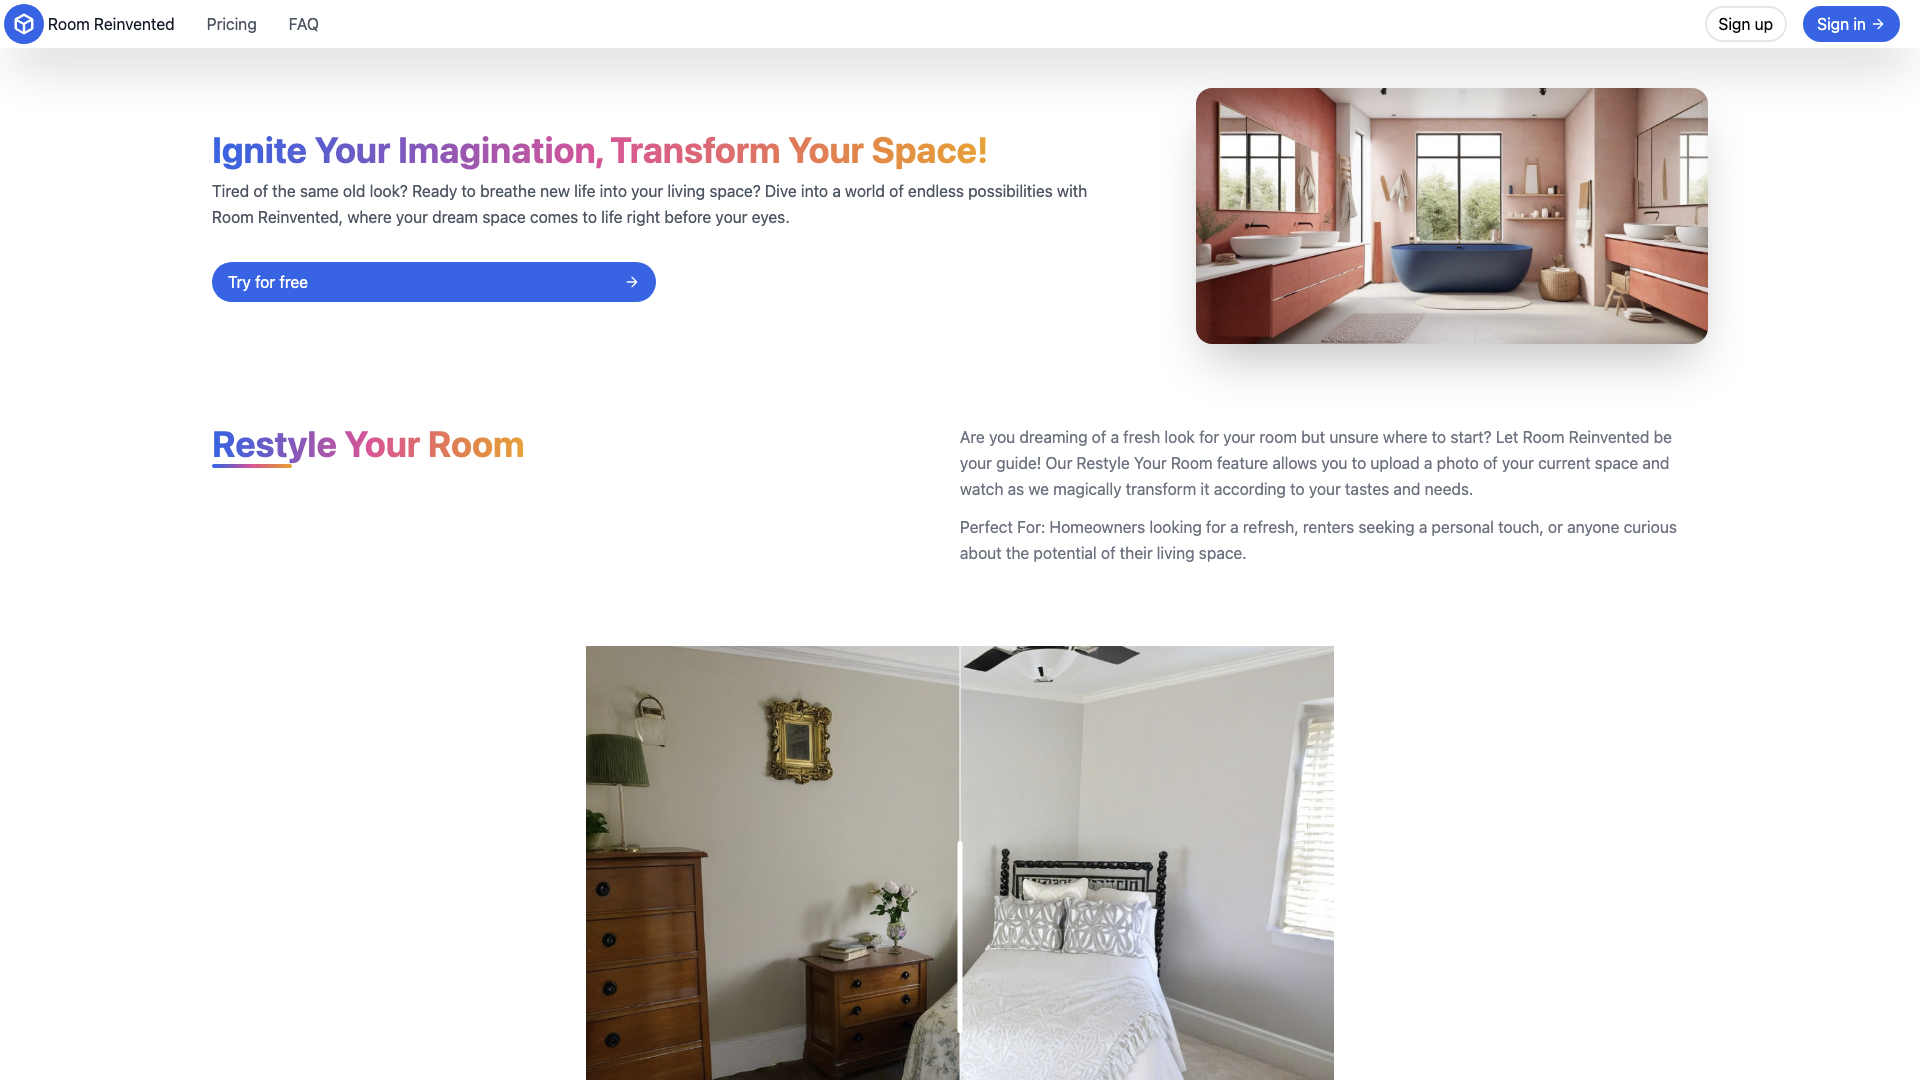 Room Reinvented
Pricing
FAQ
Sign up
Sign in
Ignite Your Imagination, Transform Your Space!
Tired of the same old look? Ready to breathe new life into your living space? Dive into a world of endless possibilities with
Room Reinvented, where your dream space comes to life right before your eyes.
Try for free
Restyle Your Room
Are you dreaming of a fresh look for your room but unsure where to start? Let Room Reinvented be
your guide! Our Restyle Your Room feature allows you to upload a photo of your current space and
watch as we magically transform it according to your tastes and needs.
Perfect For: Homeowners looking for a refresh, renters seeking a personal touch, or anyone curious
about the potential of their living space.